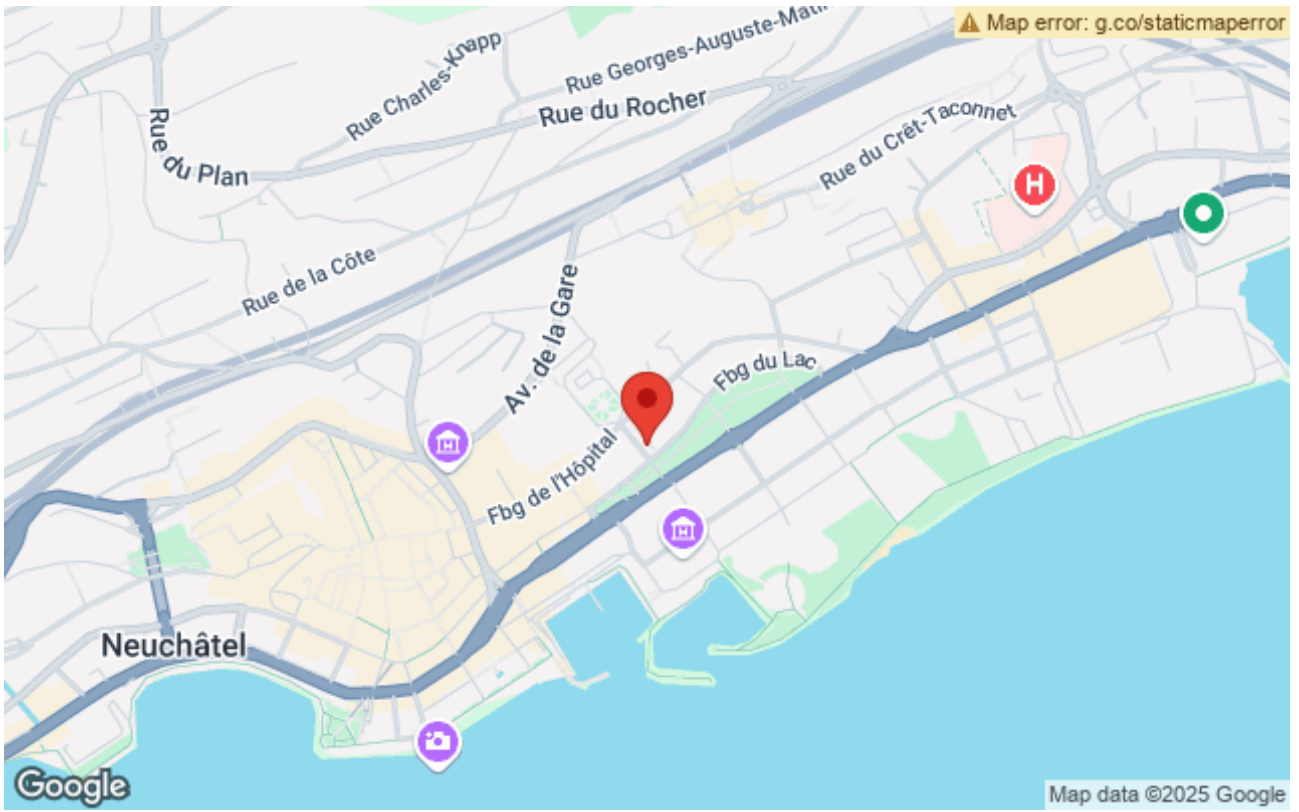 Map error: g.co/staticmaperror
Rue Charles-Knapp
Rue Georges-Auguste-Mati
Rue du Rocher
Rue du Plan
Rue du Crêt-Taconnet
H
Rue de la Côte
Av. de la Gare
Fbg du Lac
Fbg de l'Hôpital
Neuchâtel
Google
Map data ©2025 Google